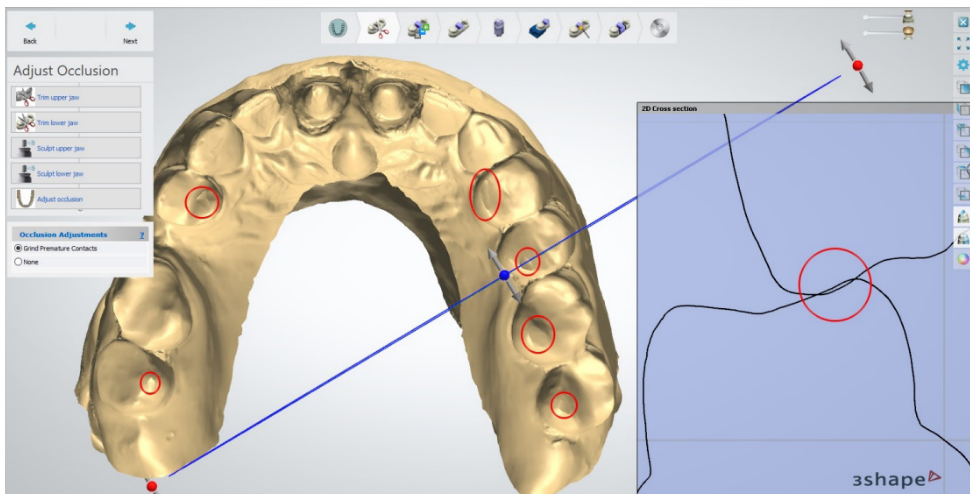 Back
Next
Adjust Occlusion
Trim upper jaw
Trim lower jaw
Sculpt upper jaw
Sculpt lower jaw
Adjust occlusion
Occlusion Adjustments ?
Grind Premature Contacts
None
2D Cross section
3shape